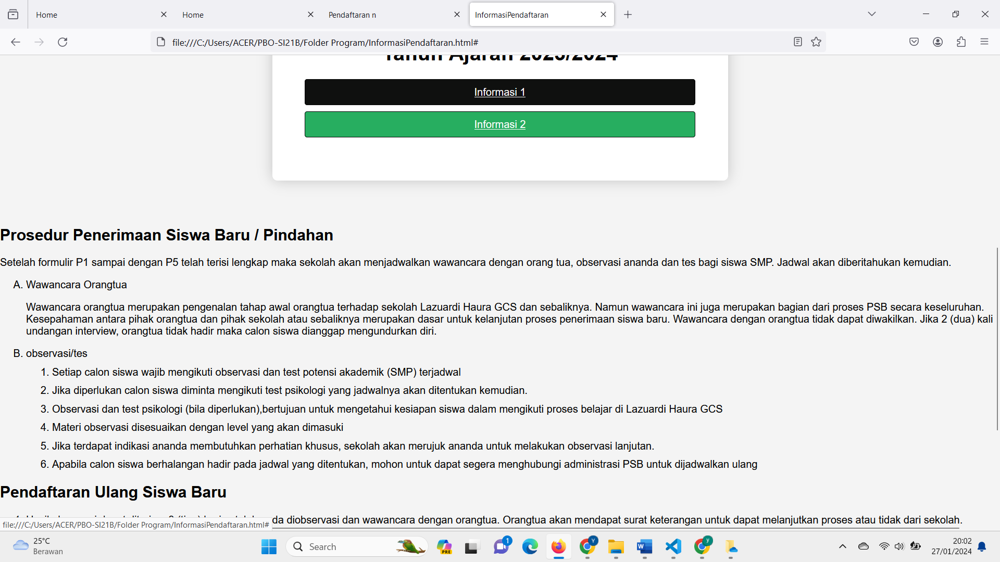 Home
Home
Pendaftaran n
InformasiPendaftaran
file:///C:/Users/ACER/PBO-SI21B/Folder Program/InformasiPendaftaran.html#
Tahun Ajaran 2023/2024
Informasi 1
Informasi 2
Prosedur Penerimaan Siswa Baru / Pindahan
Setelah formulir P1 sampai dengan P5 telah terisi lengkap maka sekolah akan menjadwalkan wawancara dengan orang tua, observasi ananda dan tes bagi siswa SMP. Jadwal akan diberitahukan kemudian.
A. Wawancara Orangtua
Wawancara orangtua merupakan pengenalan tahap awal orangtua terhadap sekolah Lazuardi Haura GCS dan sebaliknya. Namun wawancara ini juga merupakan bagian dari proses PSB secara keseluruhan.
Kesepahaman antara pihak orangtua dan pihak sekolah atau sebaliknya merupakan dasar untuk kelanjutan proses penerimaan siswa baru. Wawancara dengan orangtua tidak dapat diwakilkan. Jika 2 (dua) kali
undangan interview, orangtua tidak hadir maka calon siswa dianggap mengundurkan diri.
B. observasi/tes
1. Setiap calon siswa wajib mengikuti observasi dan test potensi akademik (SMP) terjadwal
2. Jika diperlukan calon siswa diminta mengikuti test psikologi yang jadwalnya akan ditentukan kemudian.
3. Observasi dan test psikologi (bila diperlukan),bertujuan untuk mengetahui kesiapan siswa dalam mengikuti proses belajar di Lazuardi Haura GCS
4. Materi observasi disesuaikan dengan level yang akan dimasuki
5. Jika terdapat indikasi ananda membutuhkan perhatian khusus, sekolah akan merujuk ananda untuk melakukan observasi lanjutan.
6. Apabila calon siswa berhalangan hadir pada jadwal yang ditentukan, mohon untuk dapat segera menghubungi administrasi PSB untuk dijadwalkan ulang
Pendaftaran Ulang Siswa Baru
diobservasi dan wawancara dengan orangtua. Orangtua akan mendapat surat keterangan untuk dapat melanjutkan proses atau tidak dari sekolah.
file:///C:/Users/ACER/PBO-SI21B/Folder Program/InformasiPendaftaran.html#
25°C
Berawan
Search
PRE
1
Y
y
20:02
27/01/2024